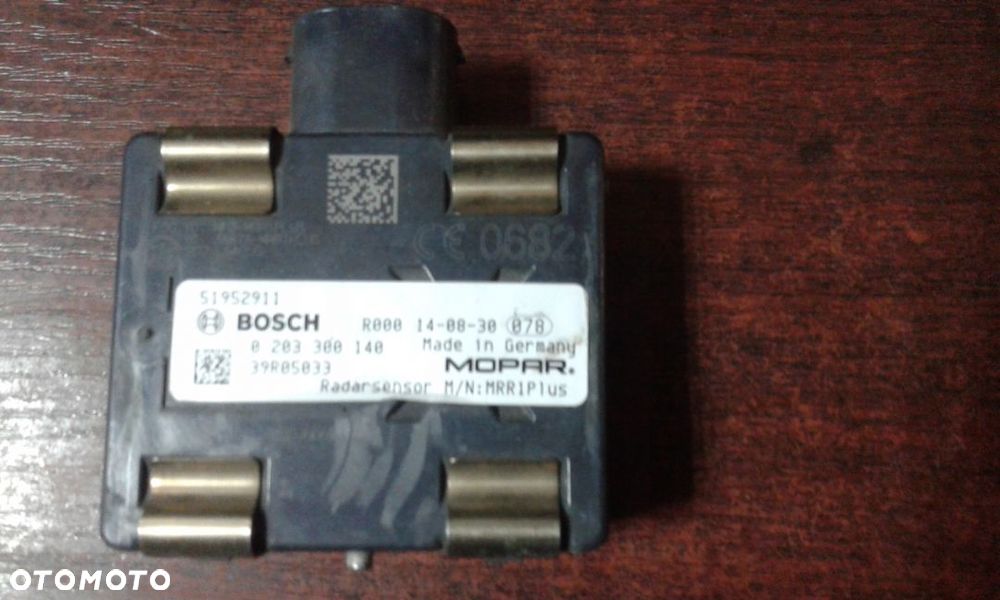 CE 0682
51952911
BOSCH R000 14-08-30 078
0 203 300 140 Made in Germany
39R05033 MOPAR.
Radarsensor M/N:MRR1Plus
OTOMOTO